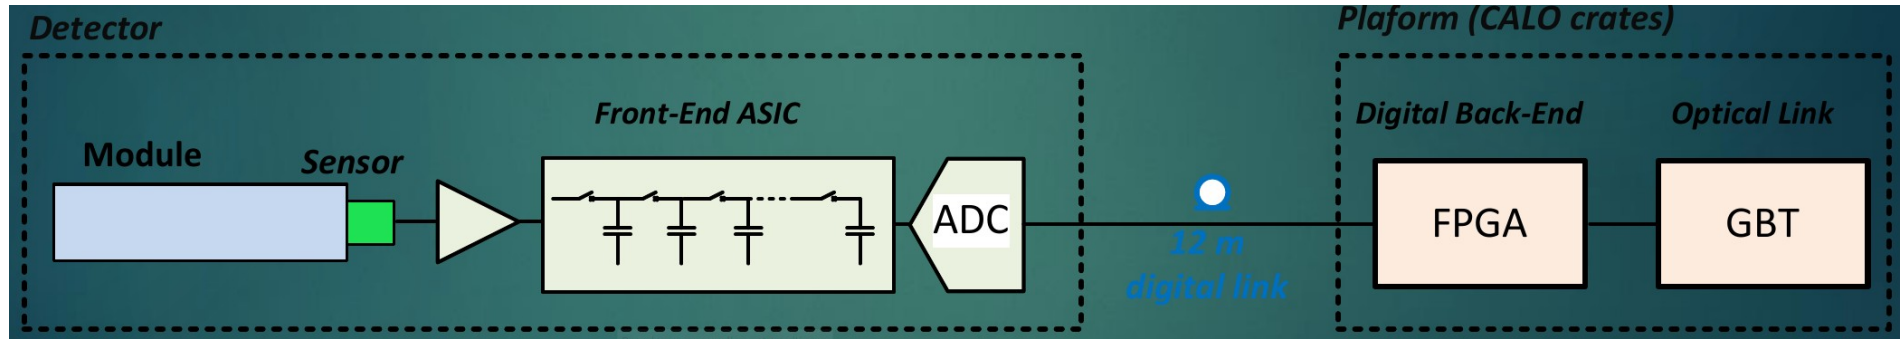 Detector
Plaform (CALO crates)
Front-End ASIC
Digital Back-End
Optical Link
Module
Sensor
ADC
FPGA
GBT
12 m
digital link